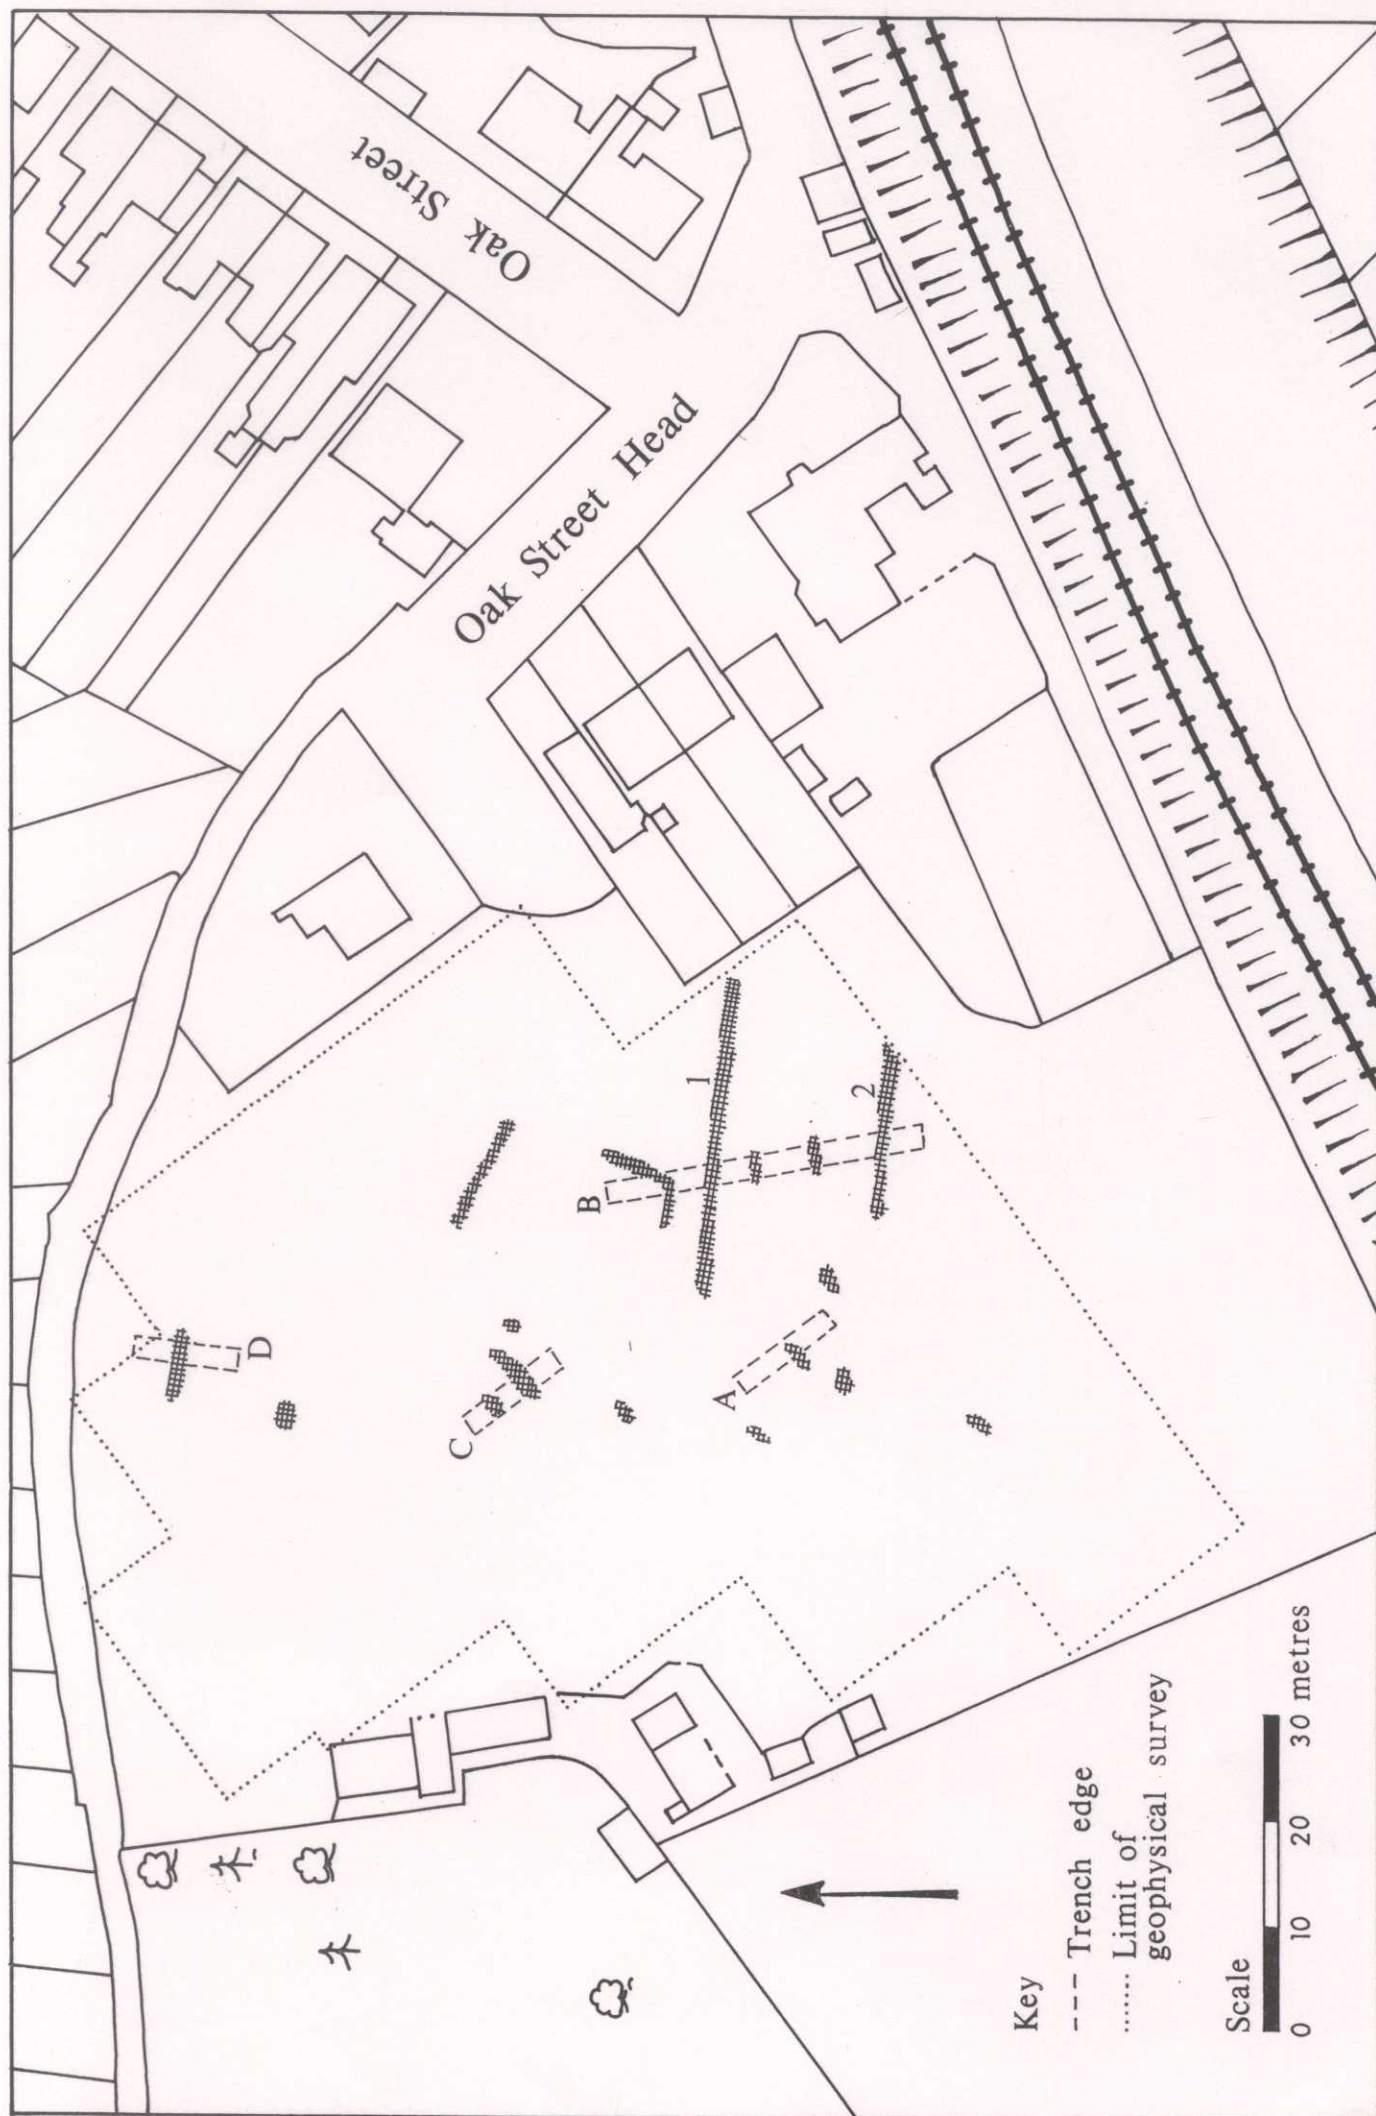 Oak Street
Oak Street Head
1
2
B
D
C
A
Key
Trench edge
Limit of
geophysical survey
Scale
0 10 20 30 metres